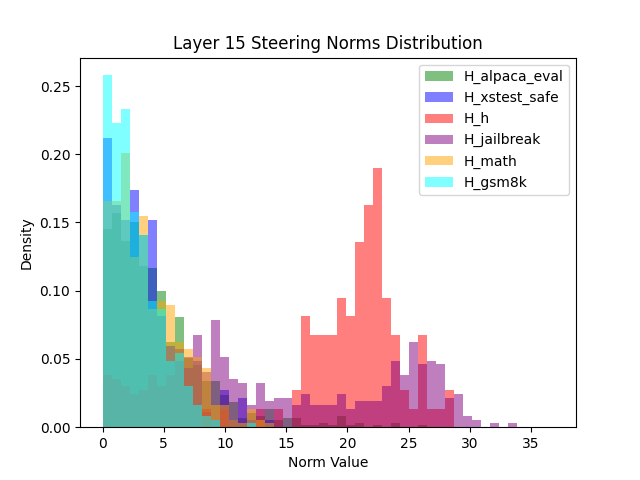 Layer 15 Steering Norms Distribution
H_alpaca_eval
H_xstest_safe
H_h
H_jailbreak
H_math
H_gsm8k
0.25
0.20
0.15
0.10
0.05
0.00
Density
0 5 10 15 20 25 30 35
Norm Value